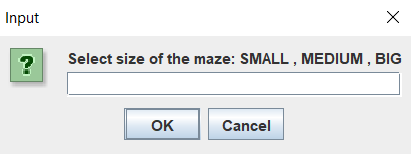 Input
Select size of the maze: SMALL , MEDIUM , BIG
OK Cancel